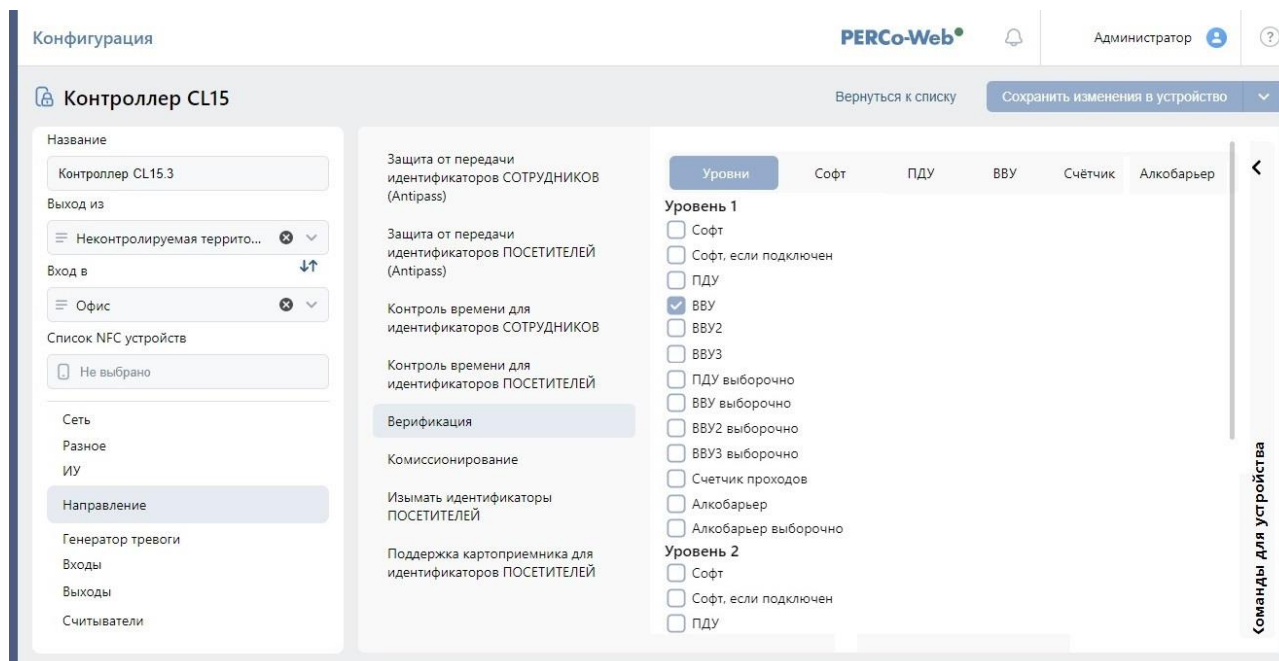 Конфигурация
PERCo-Web
Администратор
?
Контроллер CL15
Вернуться к списку
Сохранить изменения в устройство
Название
Контроллер CL15.3
Выход из
Неконтролируемая террито...
Вход в
Офис
Список NFC устройств
Не выбрано
Сеть
Разное
ИУ
Направление
Генератор тревоги
Входы
Выходы
Считыватели
Защита от передачи
идентификаторов СОТРУДНИКОВ
(Antipass)
Защита от передачи
идентификаторов ПОСЕТИТЕЛЕЙ
(Antipass)
Контроль времени для
идентификаторов СОТРУДНИКОВ
Контроль времени для
идентификаторов ПОСЕТИТЕЛЕЙ
Верификация
Комиссионирование
Изымать идентификаторы
ПОСЕТИТЕЛЕЙ
Поддержка картоприемника для
идентификаторов ПОСЕТИТЕЛЕЙ
Уровни Софт ПДУ ВВУ Счётчик Алкобарьер
Уровень 1
Софт
Софт, если подключен
ПДУ
ВВУ
ВВУ2
ВВУ3
ПДУ выборочно
ВВУ выборочно
ВВУ2 выборочно
ВВУ3 выборочно
Счетчик проходов
Алкобарьер
Алкобарьер выборочно
Уровень 2
Софт
Софт, если подключен
ПДУ
Команды для устройства